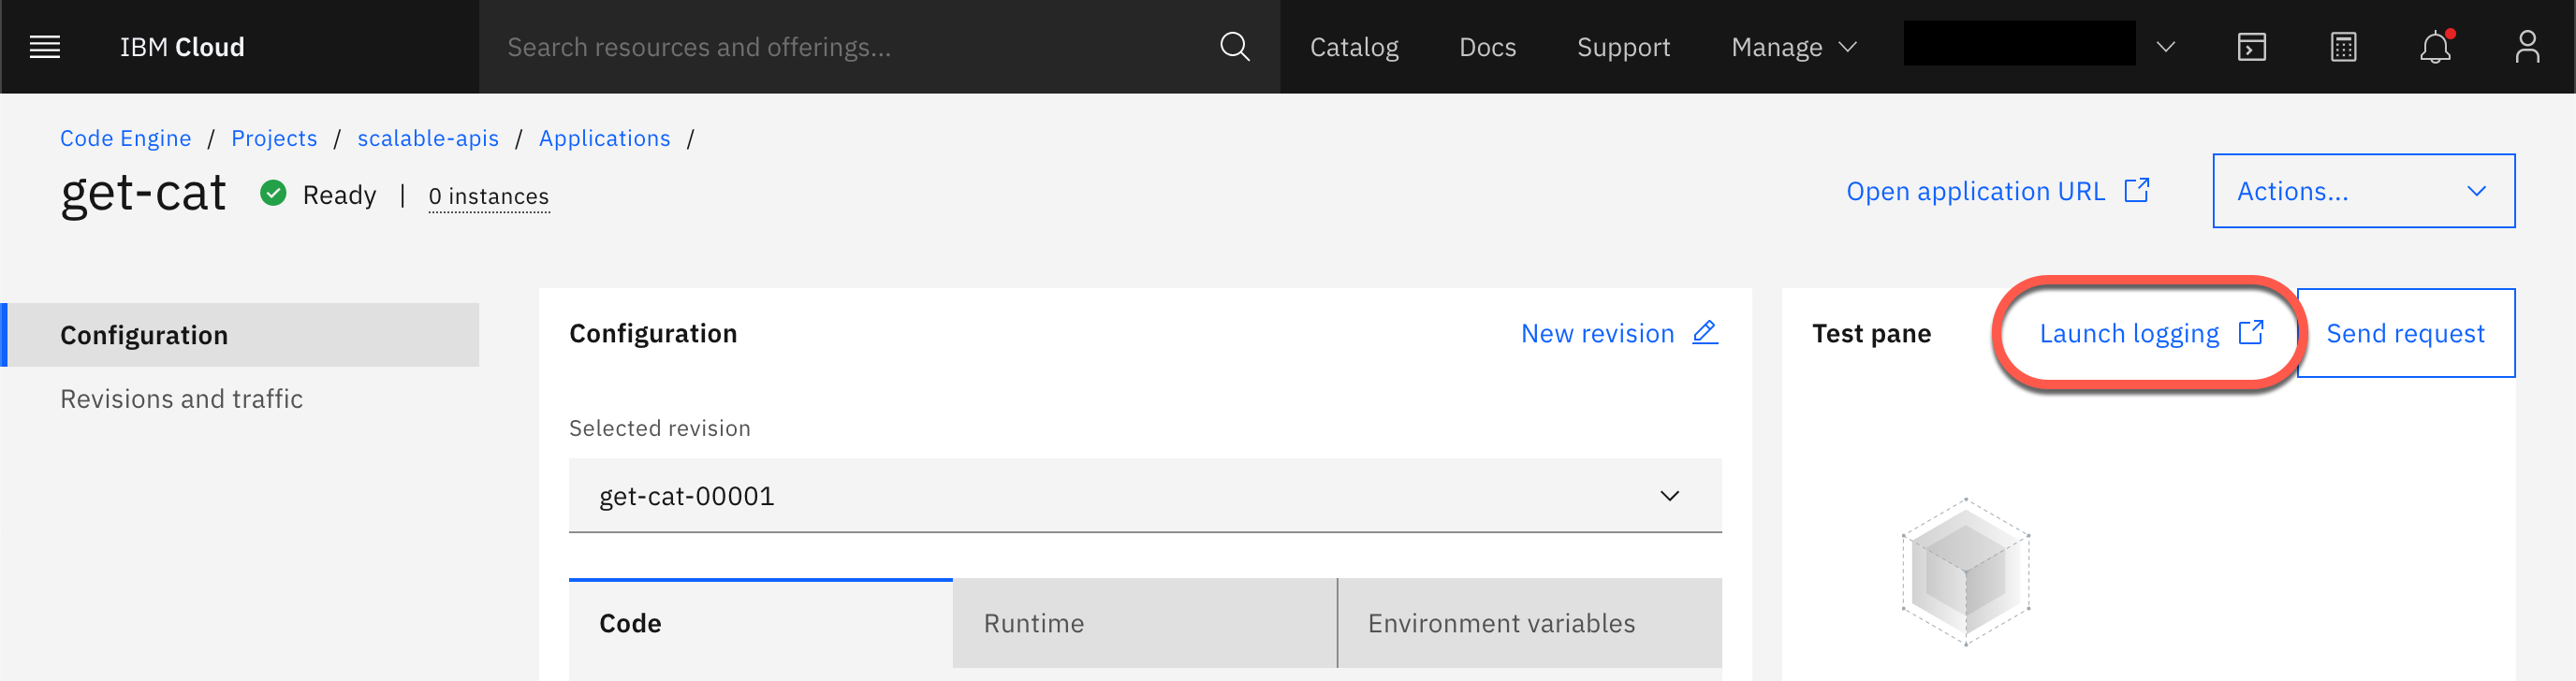 IBM Cloud
Search resources and offerings...
Catalog
Docs
Support
Manage
Code Engine / Projects / scalable-apis / Applications /
get-cat
Ready | 0 instances
Open application URL
Actions...
Configuration
Revisions and traffic
Configuration
New revision
Selected revision
get-cat-00001
Code
Runtime
Environment variables
Test pane
Launch logging
Send request